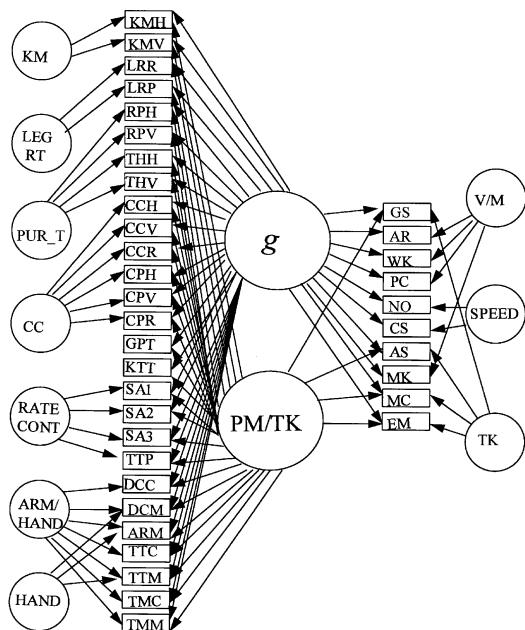 KM
LEG
RT
PUR_T
CC
RATE
CONT
ARM/
HAND
HAND
KMH
KMV
LRR
LRP
RPH
RPV
THH
THV
CCH
CCV
CCR
CPH
CPV
CPR
GPT
KTT
SA1
SA2
SA3
TTP
DCC
DCM
ARM
TTC
TTM
TMC
TMM
g
PM/TK
GS
AR
WK
PC
NO
CS
AS
MK
MC
EM
V/M
SPEED
TK